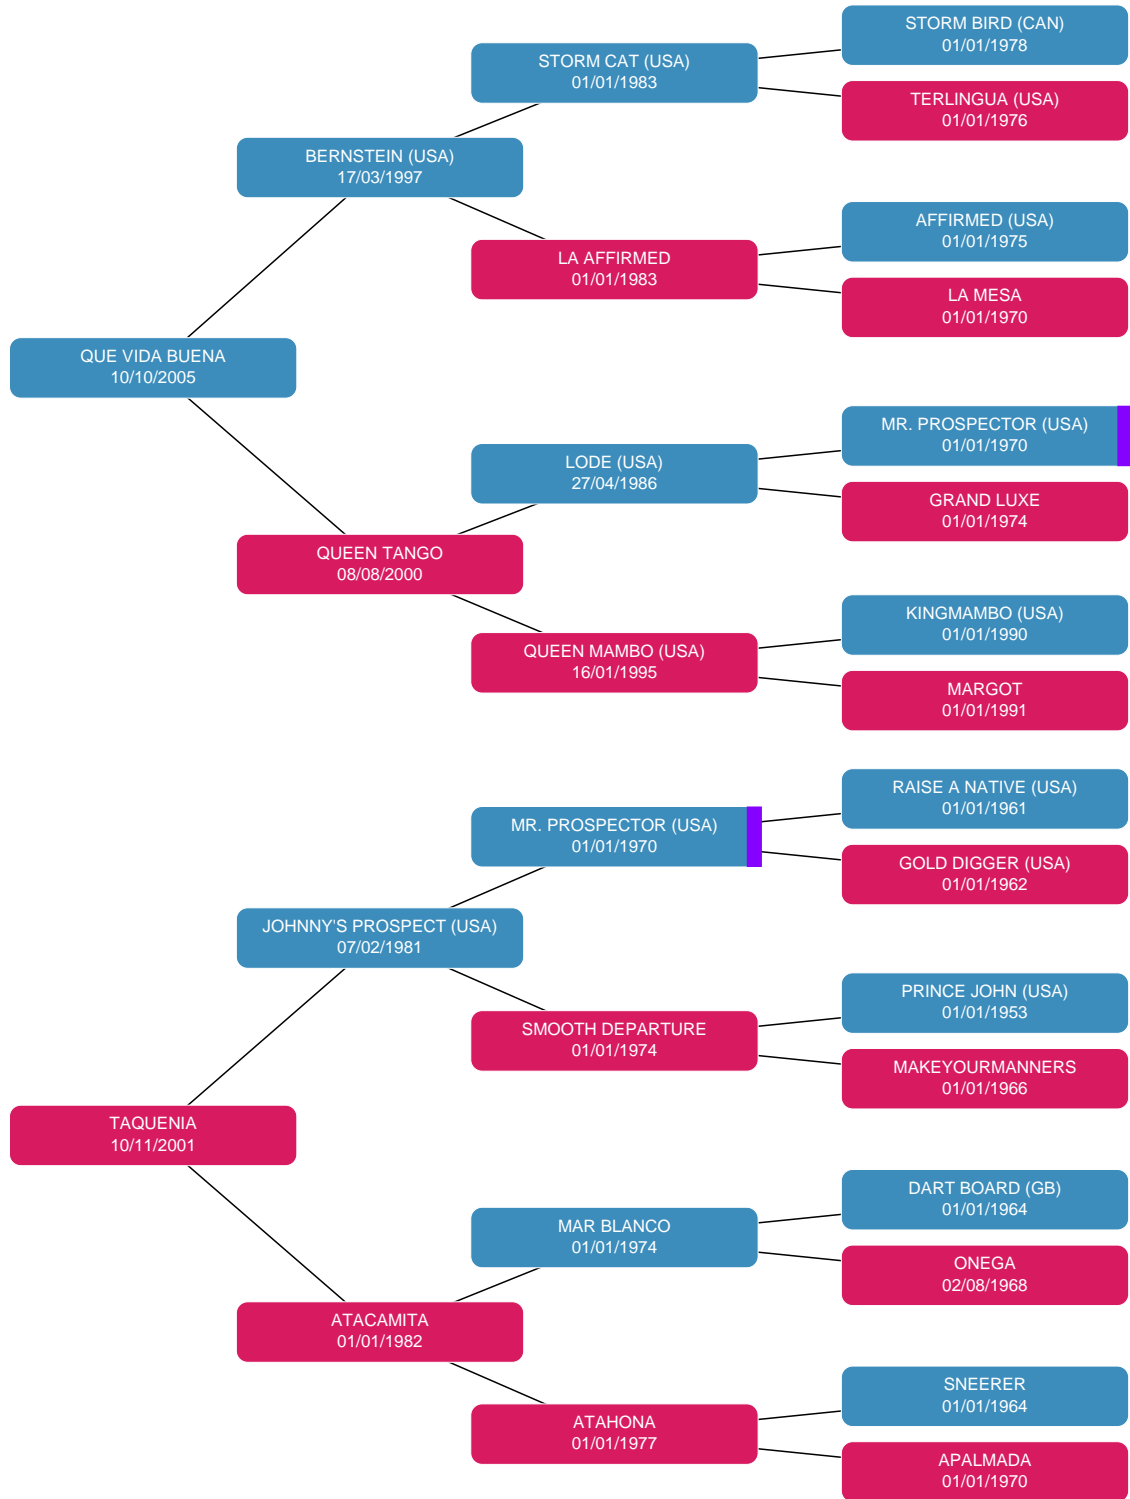 STORM BIRD (CAN)
01/01/1978
STORM CAT (USA)
01/01/1983
TERLINGUA (USA)
01/01/1976
BERNSTEIN (USA)
17/03/1997
AFFIRMED (USA)
01/01/1975
LA AFFIRMED
01/01/1983
LA MESA
01/01/1970
QUE VIDA BUENA
10/10/2005
MR. PROSPECTOR (USA)
01/01/1970
LODE (USA)
27/04/1986
GRAND LUXE
01/01/1974
QUEEN TANGO
08/08/2000
KINGMAMBO (USA)
01/01/1990
QUEEN MAMBO (USA)
16/01/1995
MARGOT
01/01/1991
RAISE A NATIVE (USA)
01/01/1961
MR. PROSPECTOR (USA)
01/01/1970
GOLD DIGGER (USA)
01/01/1962
JOHNNY'S PROSPECT (USA)
07/02/1981
PRINCE JOHN (USA)
01/01/1953
SMOOTH DEPARTURE
01/01/1974
MAKEYOURMANNERS
01/01/1966
TAQUENIA
10/11/2001
DART BOARD (GB)
01/01/1964
MAR BLANCO
01/01/1974
ONEGA
02/08/1968
ATACAMITA
01/01/1982
SNEERER
01/01/1964
ATAHONA
01/01/1977
APALMADA
01/01/1970